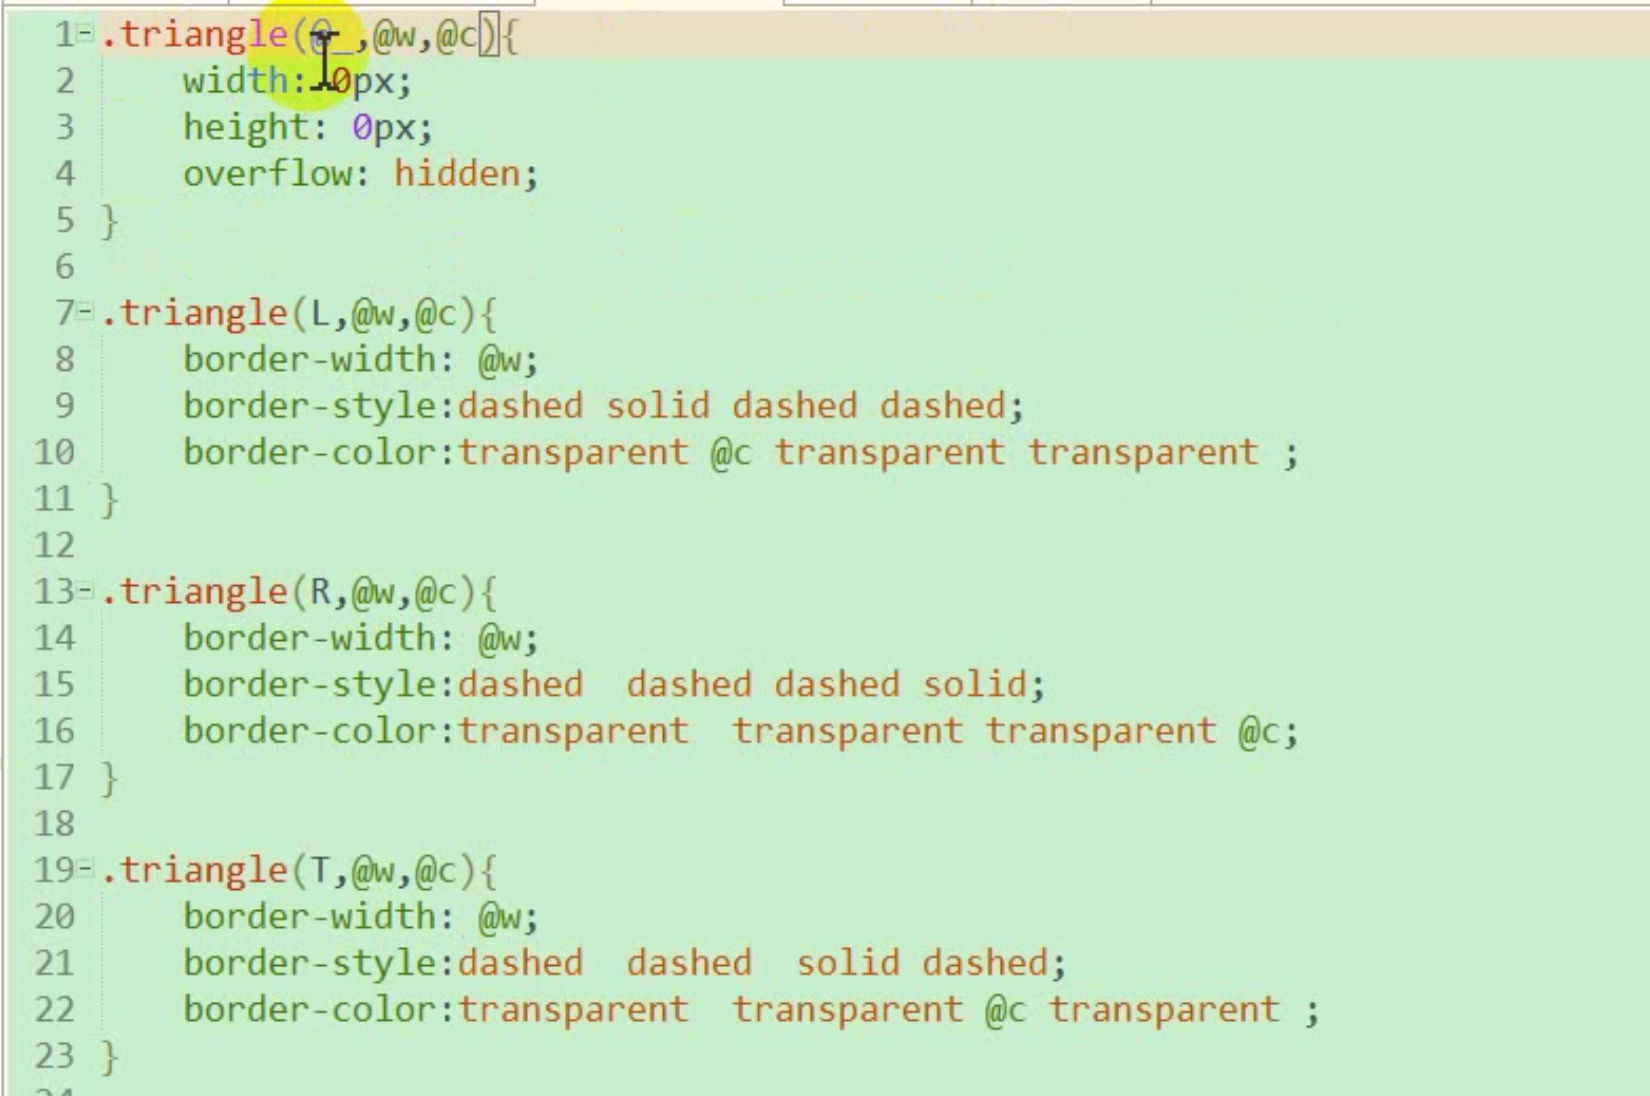 1 .triangle(@_,@w,@c){
2 width: 0px;
3 height: 0px;
4 overflow: hidden;
5 }
6
7 .triangle(L,@w,@c){
8 border-width: @w;
9 border-style:dashed solid dashed dashed;
10 border-color:transparent @c transparent transparent ;
11 }
12
13 .triangle(R,@w,@c){
14 border-width: @w;
15 border-style:dashed  dashed dashed solid;
16 border-color:transparent  transparent transparent @c;
17 }
18
19 .triangle(T,@w,@c){
20 border-width: @w;
21 border-style:dashed  dashed  solid dashed;
22 border-color:transparent  transparent @c transparent ;
23 }